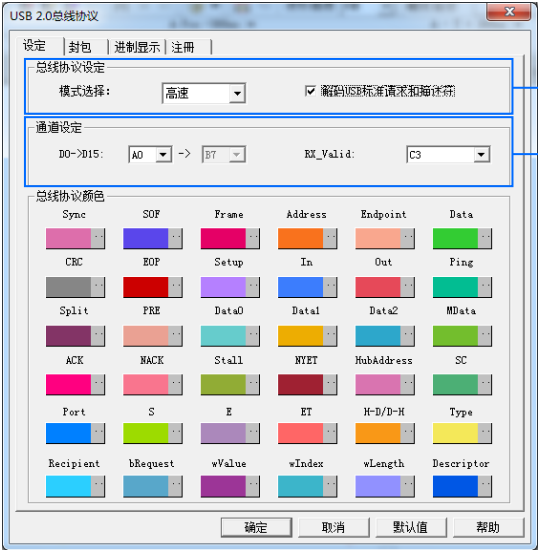 USB 2.0总线协议
设定 封包 进制显示 注册
总线协议设定
模式选择: 高速 解码USB标准请求和描述符
通道设定
D0->D15: A0 -> B7 RX_Valid: C3
总线协议颜色
Sync SOF Frame Address Endpoint Data
CRC EOP Setup In Out Ping
Split PRE Data0 Data1 Data2 MData
ACK NACK Stall NYET HubAddress SC
Port S E ET H-D/D-H Type
Recipient bRequest wValue wIndex wLength Descriptor
确定 取消 默认值 帮助